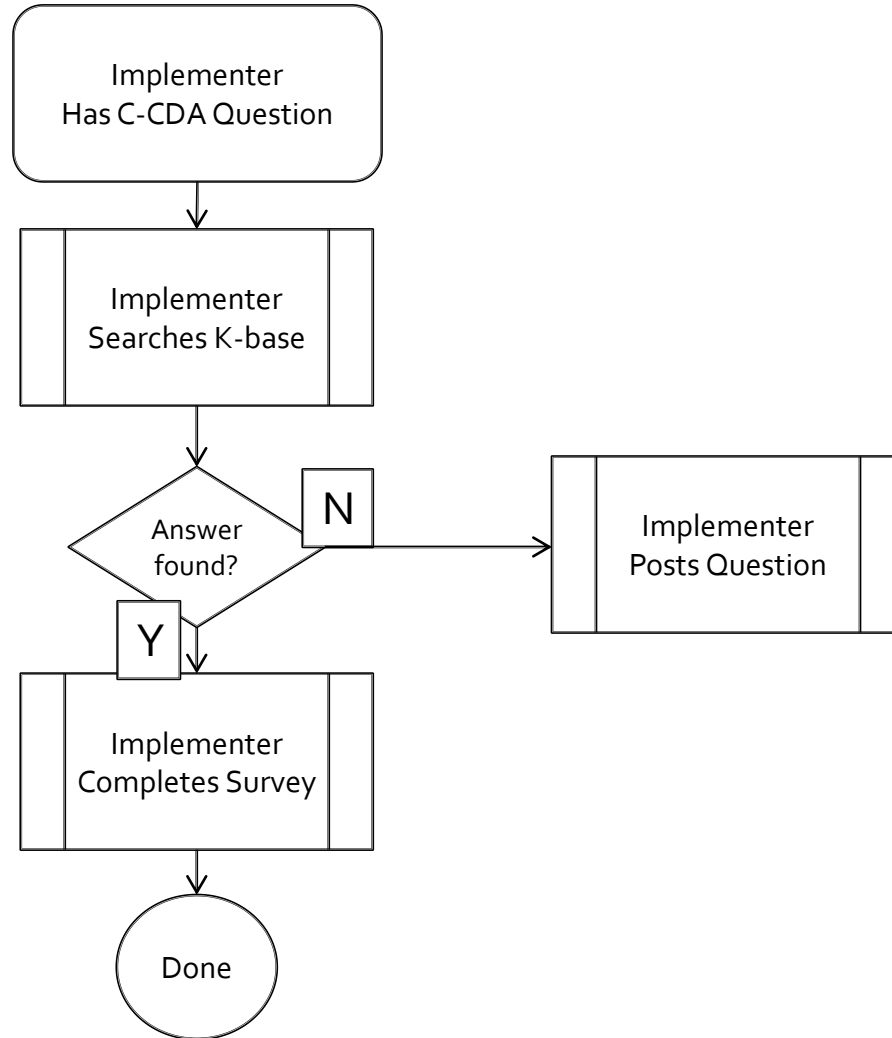 Implementer
Has C-CDA Question
Implementer
Searches K-base
Answer
found?
N
Implementer
Posts Question
Y
Implementer
Completes Survey
Done